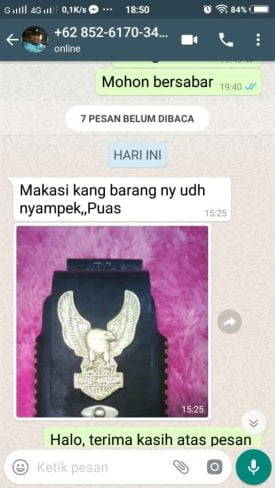 4G 0,1K/s ... 18:50 84%
+62 852-6170-34...
online
Mohon bersabar
19:40
7 PESAN BELUM DIBACA
HARI INI
Makasi kang barang ny udh
nyampek,,Puas
15:25
MOTOR
HARLEY-DAVIDSON
CYCLES
15:25
Halo, terima kasih atas pesan
Ketik pesan